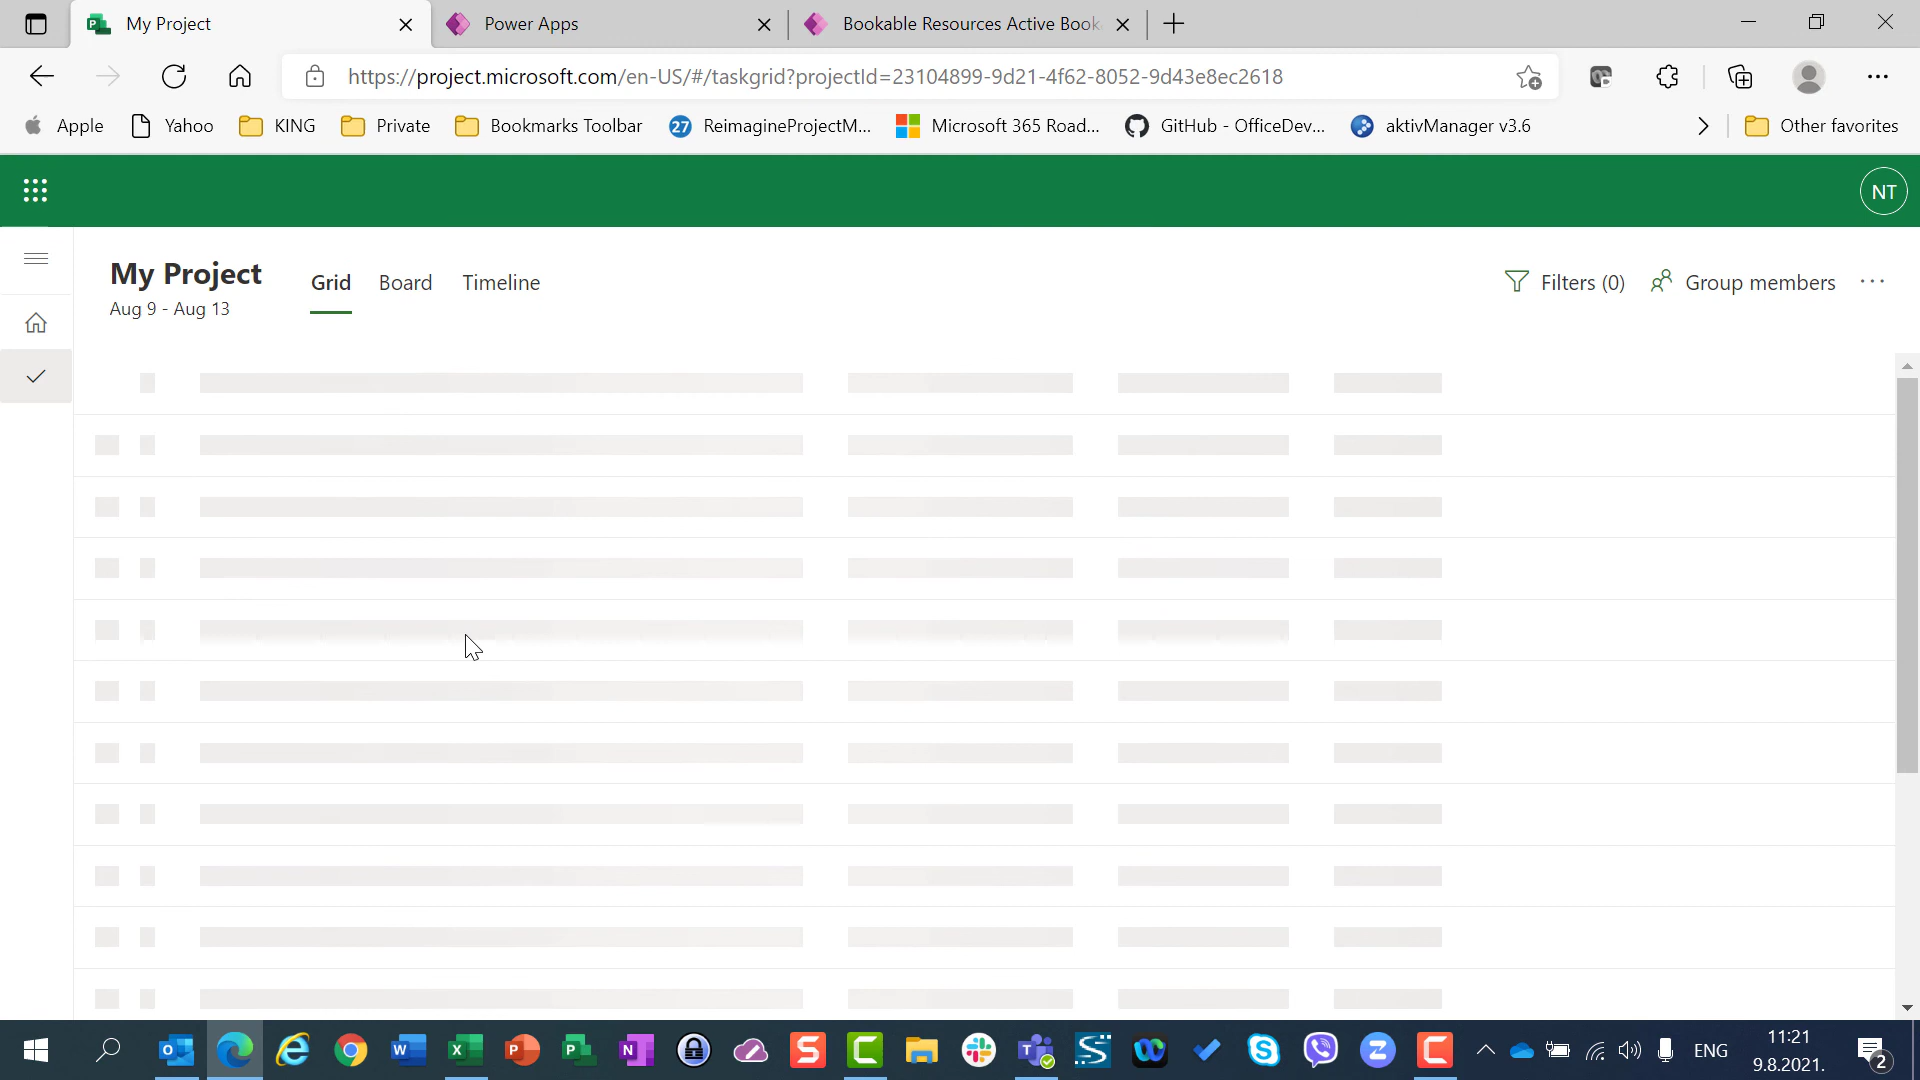 My Project
Power Apps
Bookable Resources Active Book
https://project.microsoft.com/en-US/#/taskgrid?projectId=23104899-9d21-4f62-8052-9d43e8ec2618
Apple
Yahoo
KING
Private
Bookmarks Toolbar
27
ReimagineProjectM...
Microsoft 365 Road...
GitHub - OfficeDev...
aktivManager v3.6
Other favorites
NT
My Project
Grid
Board
Timeline
Filters (0)
Group members
Aug 9 - Aug 13
ENG
11:21
9.8.2021.
2